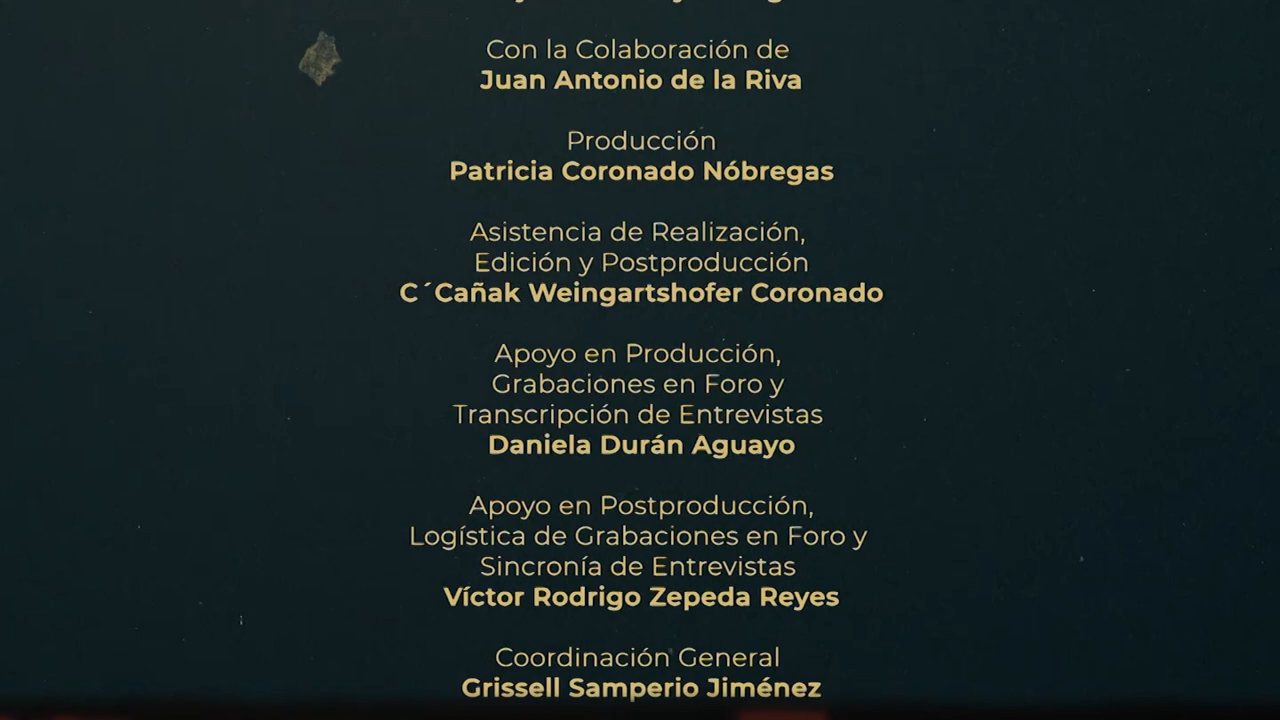 Con la Colaboración de
Juan Antonio de la Riva
Producción
Patricia Coronado Nóbregas
Asistencia de Realización,
Edición y Postproducción
C´Cañak Weingartshofer Coronado
Apoyo en Producción,
Grabaciones en Foro y
Transcripción de Entrevistas
Daniela Durán Aguayo
Apoyo en Postproducción,
Logística de Grabaciones en Foro y
Sincronía de Entrevistas
Víctor Rodrigo Zepeda Reyes
Coordinación General
Grissell Samperio Jiménez